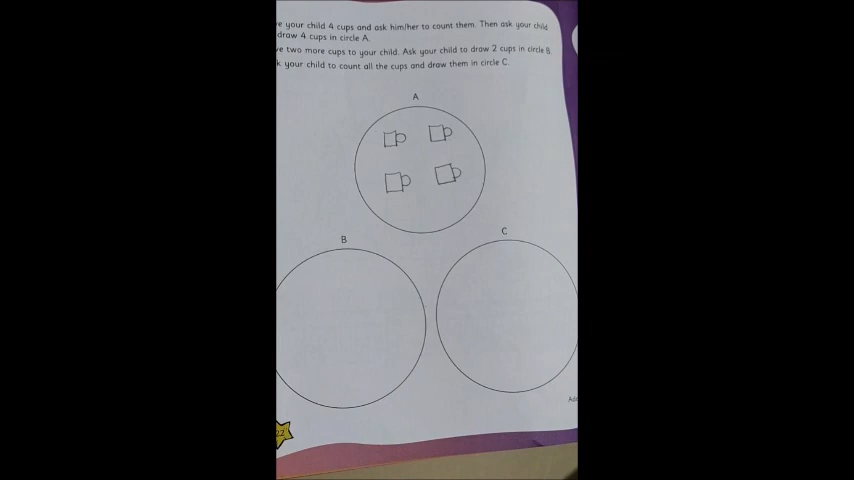 your child 4 cups and ask him/her to count them. Then ask your child
draw 4 cups in circle A.
two more cups to your child. Ask your child to draw 2 cups in circle B.
your child to count all the cups and draw them in circle C.
A
B
C
22